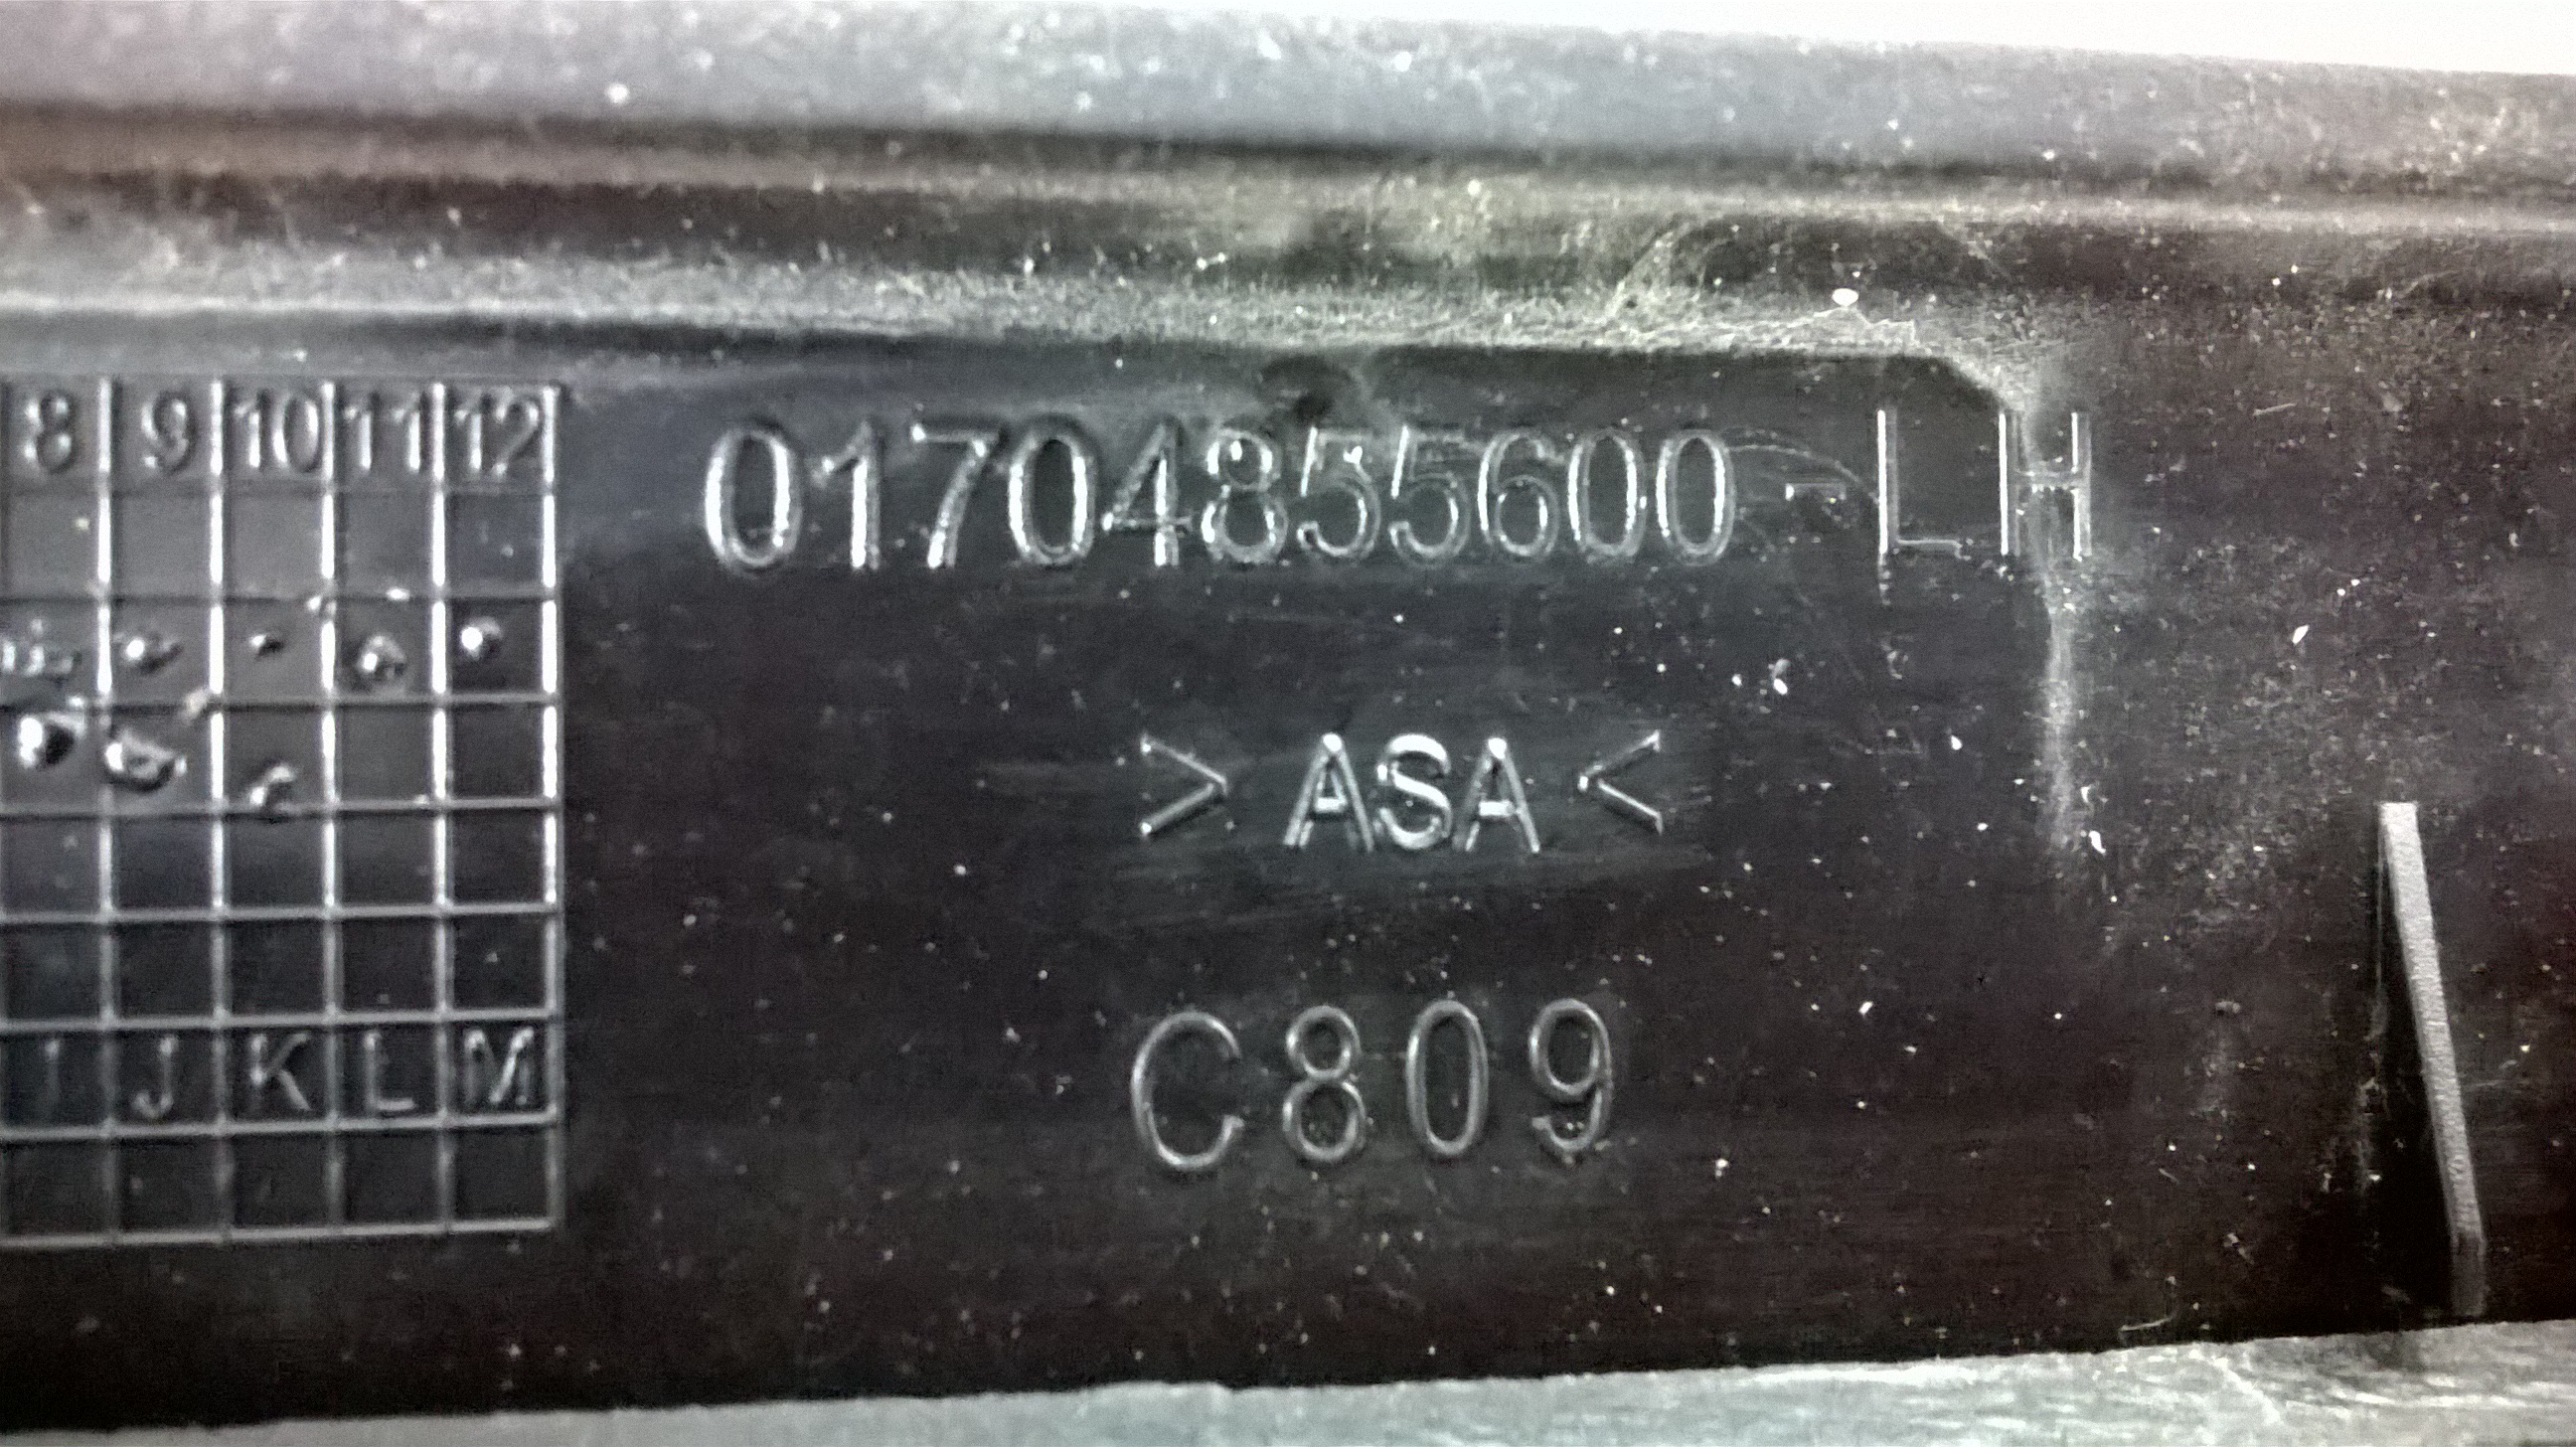 8 9 10 11 12
01704855600-LH
>ASA<
C809
I J K L M